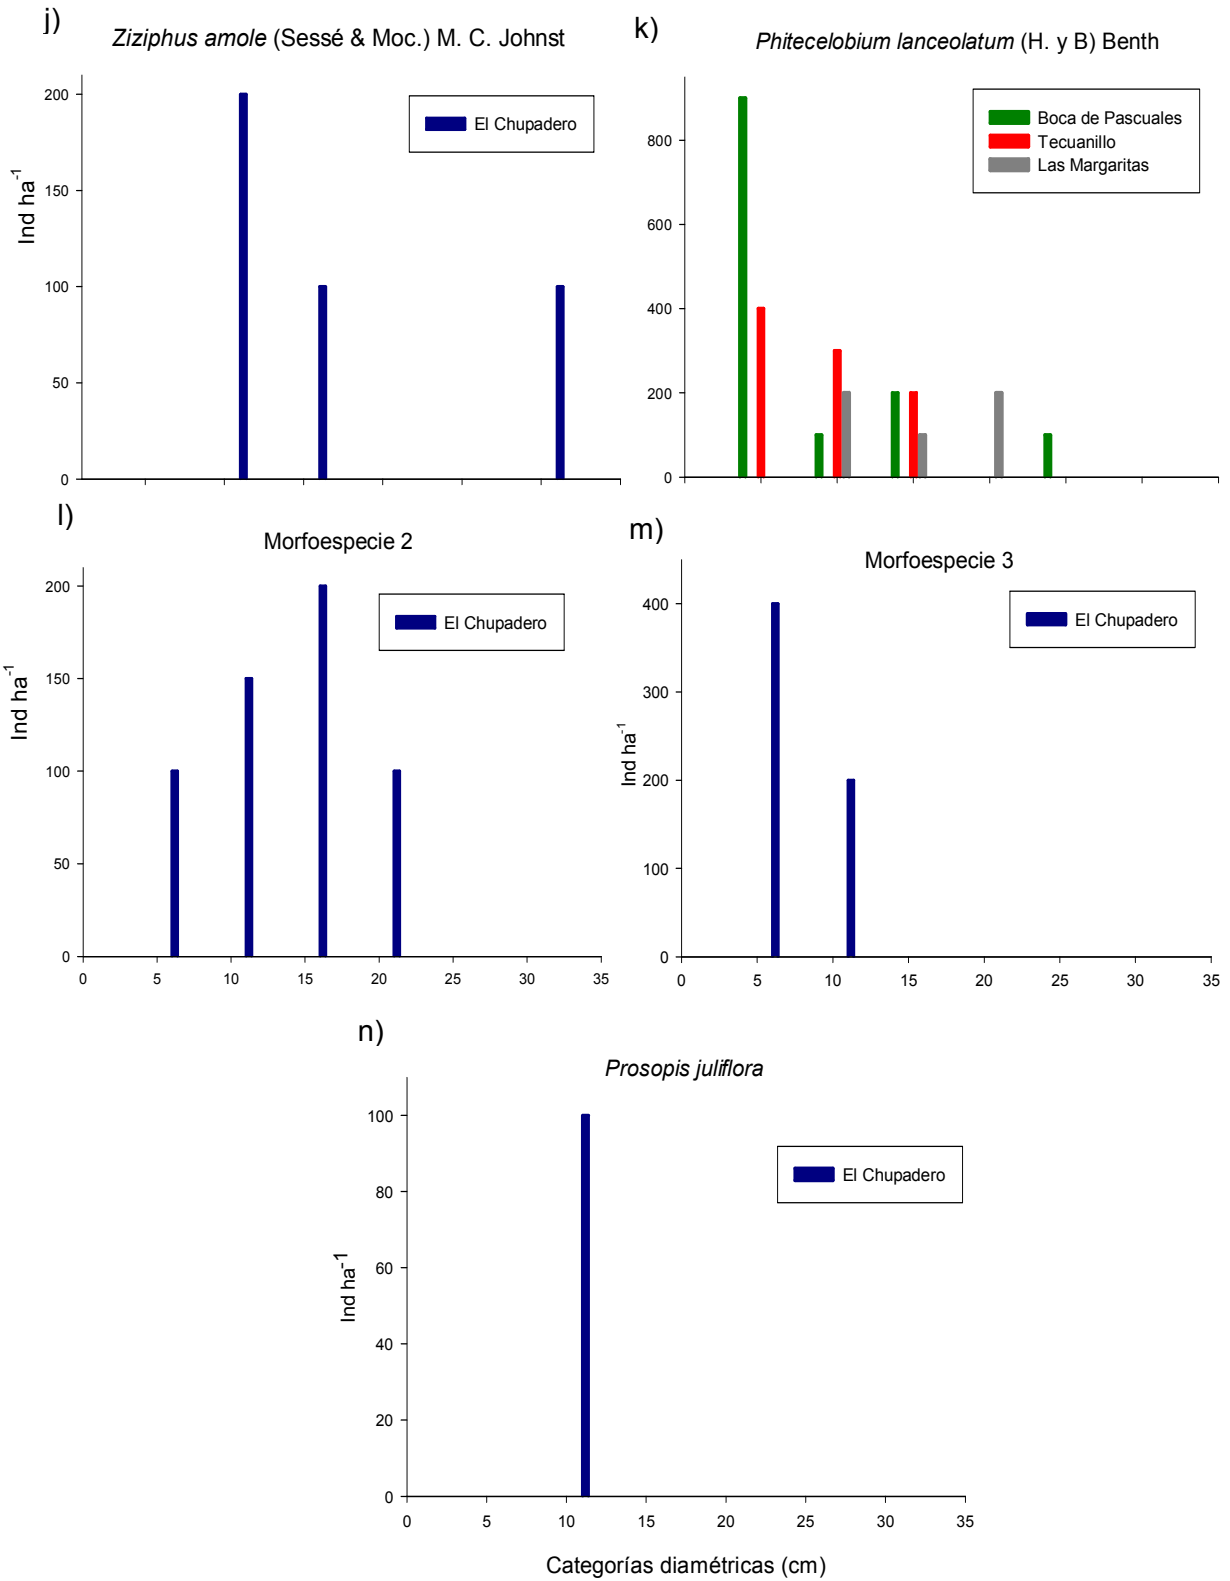 j)
Ziziphus amole (Sessé & Moc.) M. C. Johnst
Ind ha-1
200
150
100
50
0
El Chupadero
k)
Phitecelobium lanceolatum (H. y B) Benth
800
600
400
200
0
Boca de Pascuales
Tecuanillo
Las Margaritas
l)
Morfoespecie 2
Ind ha-1
200
150
100
50
0
El Chupadero
0 5 10 15 20 25 30 35
m)
Morfoespecie 3
Ind ha-1
400
300
200
100
0
El Chupadero
0 5 10 15 20 25 30 35
n)
Prosopis juliflora
Ind ha-1
100
80
60
40
20
0
El Chupadero
0 5 10 15 20 25 30 35
Categorías diamétricas (cm)